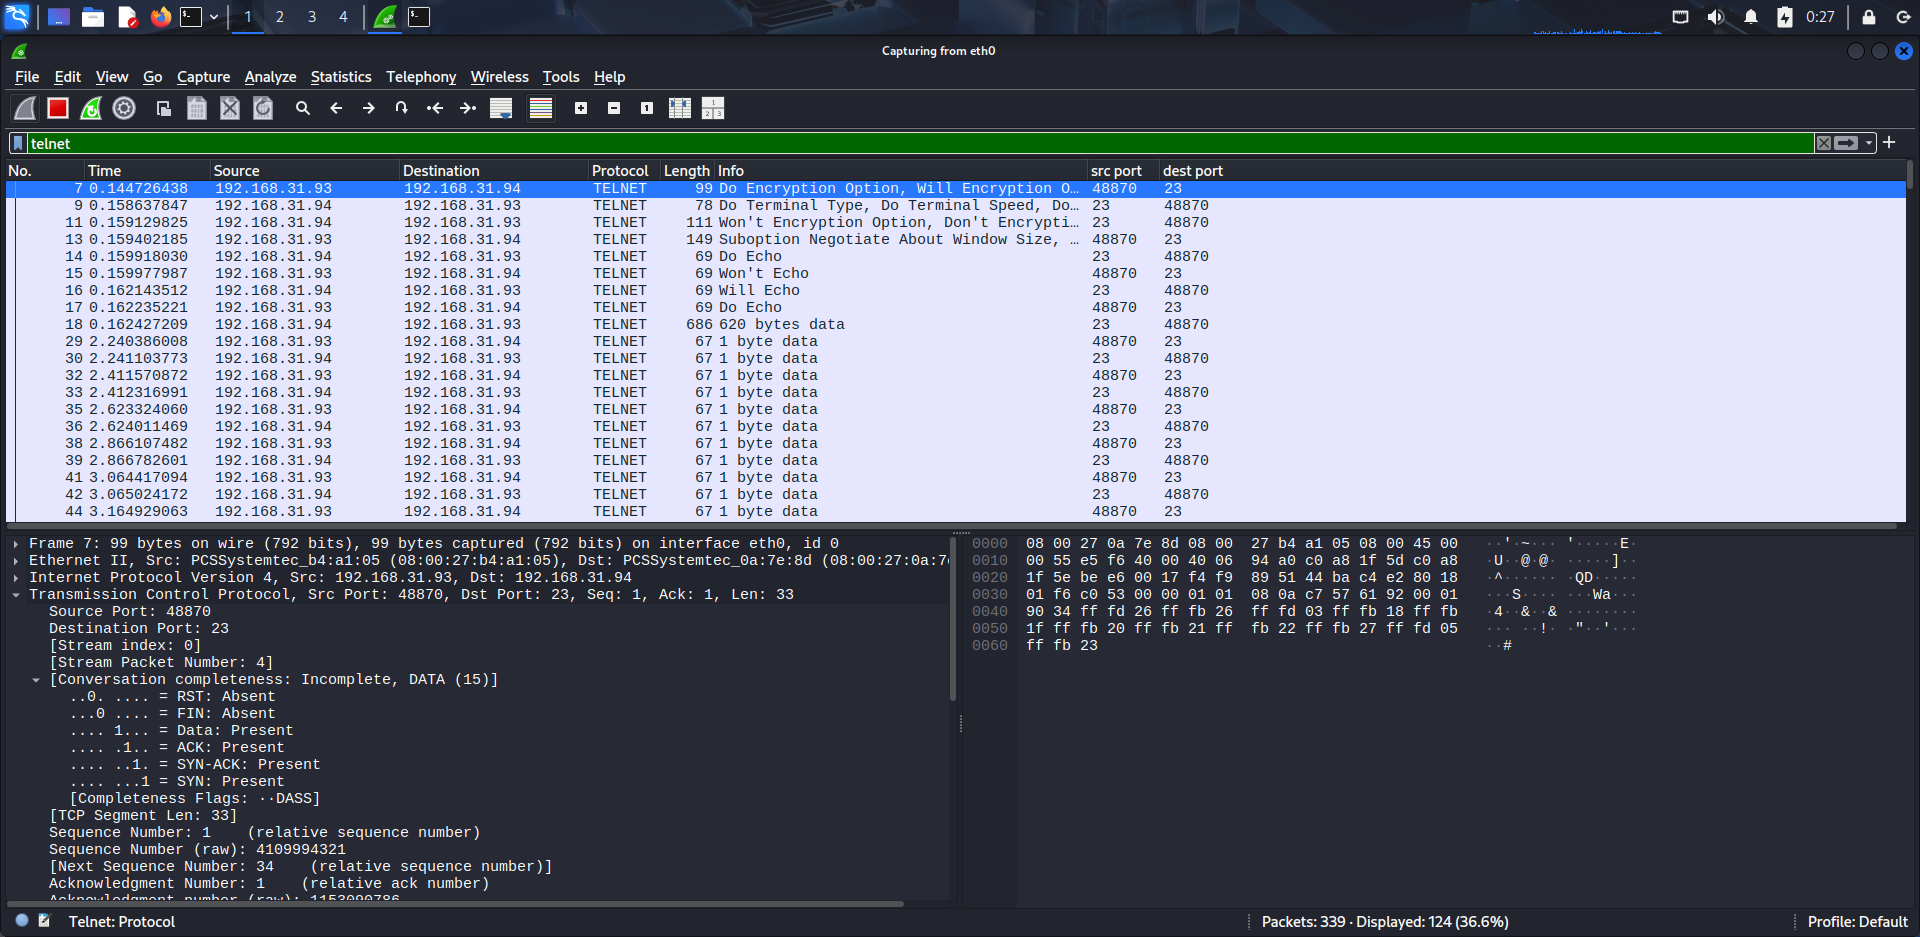 1 2 3 4 0:27
Capturing from eth0
File Edit View Go Capture Analyze Statistics Telephony Wireless Tools Help
telnet
No. Time Source Destination Protocol Length Info src port dest port
7 0.144726438 192.168.31.93 192.168.31.94 TELNET 99 Do Encryption Option, Will Encryption O… 48870 23
9 0.158637847 192.168.31.94 192.168.31.93 TELNET 78 Do Terminal Type, Do Terminal Speed, Do… 23 48870
11 0.159129825 192.168.31.94 192.168.31.93 TELNET 111 Won't Encryption Option, Don't Encrypti… 23 48870
13 0.159402185 192.168.31.93 192.168.31.94 TELNET 149 Suboption Negotiate About Window Size, … 48870 23
14 0.159918030 192.168.31.94 192.168.31.93 TELNET 69 Do Echo 23 48870
15 0.159977987 192.168.31.93 192.168.31.94 TELNET 69 Won't Echo 48870 23
16 0.162143512 192.168.31.94 192.168.31.93 TELNET 69 Will Echo 23 48870
17 0.162235221 192.168.31.93 192.168.31.94 TELNET 69 Do Echo 48870 23
18 0.162427209 192.168.31.94 192.168.31.93 TELNET 686 620 bytes data 23 48870
29 2.240386008 192.168.31.93 192.168.31.94 TELNET 67 1 byte data 48870 23
30 2.241103773 192.168.31.94 192.168.31.93 TELNET 67 1 byte data 23 48870
32 2.411570872 192.168.31.93 192.168.31.94 TELNET 67 1 byte data 48870 23
33 2.412316991 192.168.31.94 192.168.31.93 TELNET 67 1 byte data 23 48870
35 2.623324060 192.168.31.93 192.168.31.94 TELNET 67 1 byte data 48870 23
36 2.624011469 192.168.31.94 192.168.31.93 TELNET 67 1 byte data 23 48870
38 2.866107482 192.168.31.93 192.168.31.94 TELNET 67 1 byte data 48870 23
39 2.866782601 192.168.31.94 192.168.31.93 TELNET 67 1 byte data 23 48870
41 3.064417094 192.168.31.93 192.168.31.94 TELNET 67 1 byte data 48870 23
42 3.065024172 192.168.31.94 192.168.31.93 TELNET 67 1 byte data 23 48870
44 3.164929063 192.168.31.93 192.168.31.94 TELNET 67 1 byte data 48870 23
Frame 7: 99 bytes on wire (792 bits), 99 bytes captured (792 bits) on interface eth0, id 0
Ethernet II, Src: PCSSystemtec_b4:a1:05 (08:00:27:b4:a1:05), Dst: PCSSystemtec_0a:7e:8d (08:00:27:0a:7e
Internet Protocol Version 4, Src: 192.168.31.93, Dst: 192.168.31.94
Transmission Control Protocol, Src Port: 48870, Dst Port: 23, Seq: 1, Ack: 1, Len: 33
Source Port: 48870
Destination Port: 23
[Stream index: 0]
[Stream Packet Number: 4]
[Conversation completeness: Incomplete, DATA (15)]
..0. .... = RST: Absent
...0 .... = FIN: Absent
.... 1... = Data: Present
.... .1.. = ACK: Present
.... ..1. = SYN-ACK: Present
.... ...1 = SYN: Present
[Completeness Flags: ··DASS]
[TCP Segment Len: 33]
Sequence Number: 1    (relative sequence number)
Sequence Number (raw): 4109994321
[Next Sequence Number: 34    (relative sequence number)]
Acknowledgment Number: 1    (relative ack number)
Acknowledgment number (raw): 1153090786
0000 08 00 27 0a 7e 8d 08 00 27 b4 a1 05 08 00 45 00 ··'·~··· '·····E·
0010 00 55 e5 f6 40 00 40 06 94 a0 c0 a8 1f 5d c0 a8 ·U··@·@· ·····]··
0020 1f 5e be e6 00 17 f4 f9 89 51 44 ba c4 e2 80 18 ·^······ ·QD·····
0030 01 f6 c0 53 00 00 01 01 08 0a c7 57 61 92 00 01 ···S···· ···Wa···
0040 90 34 ff fd 26 ff fb 26 ff fd 03 ff fb 18 ff fb ·4··&··& ········
0050 1f ff fb 20 ff fb 21 ff fb 22 ff fb 27 ff fd 05 ··· ··!· ·"··'···
0060 ff fb 23 ··#
Telnet: Protocol
Packets: 339 · Displayed: 124 (36.6%)
Profile: Default